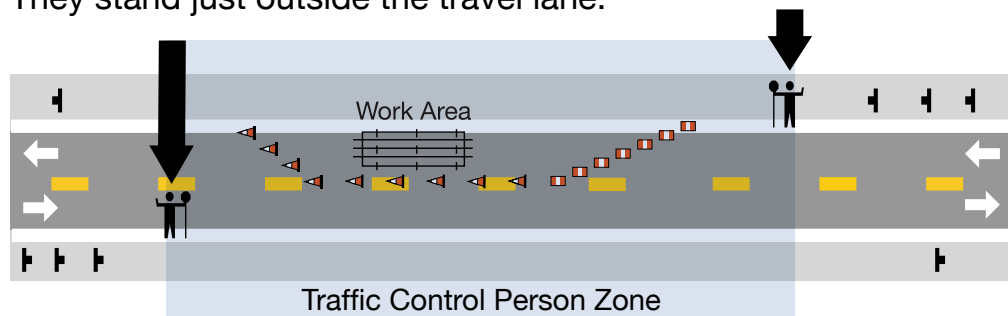 They stand just outside the travel lane.
Work Area
Traffic Control Person Zone